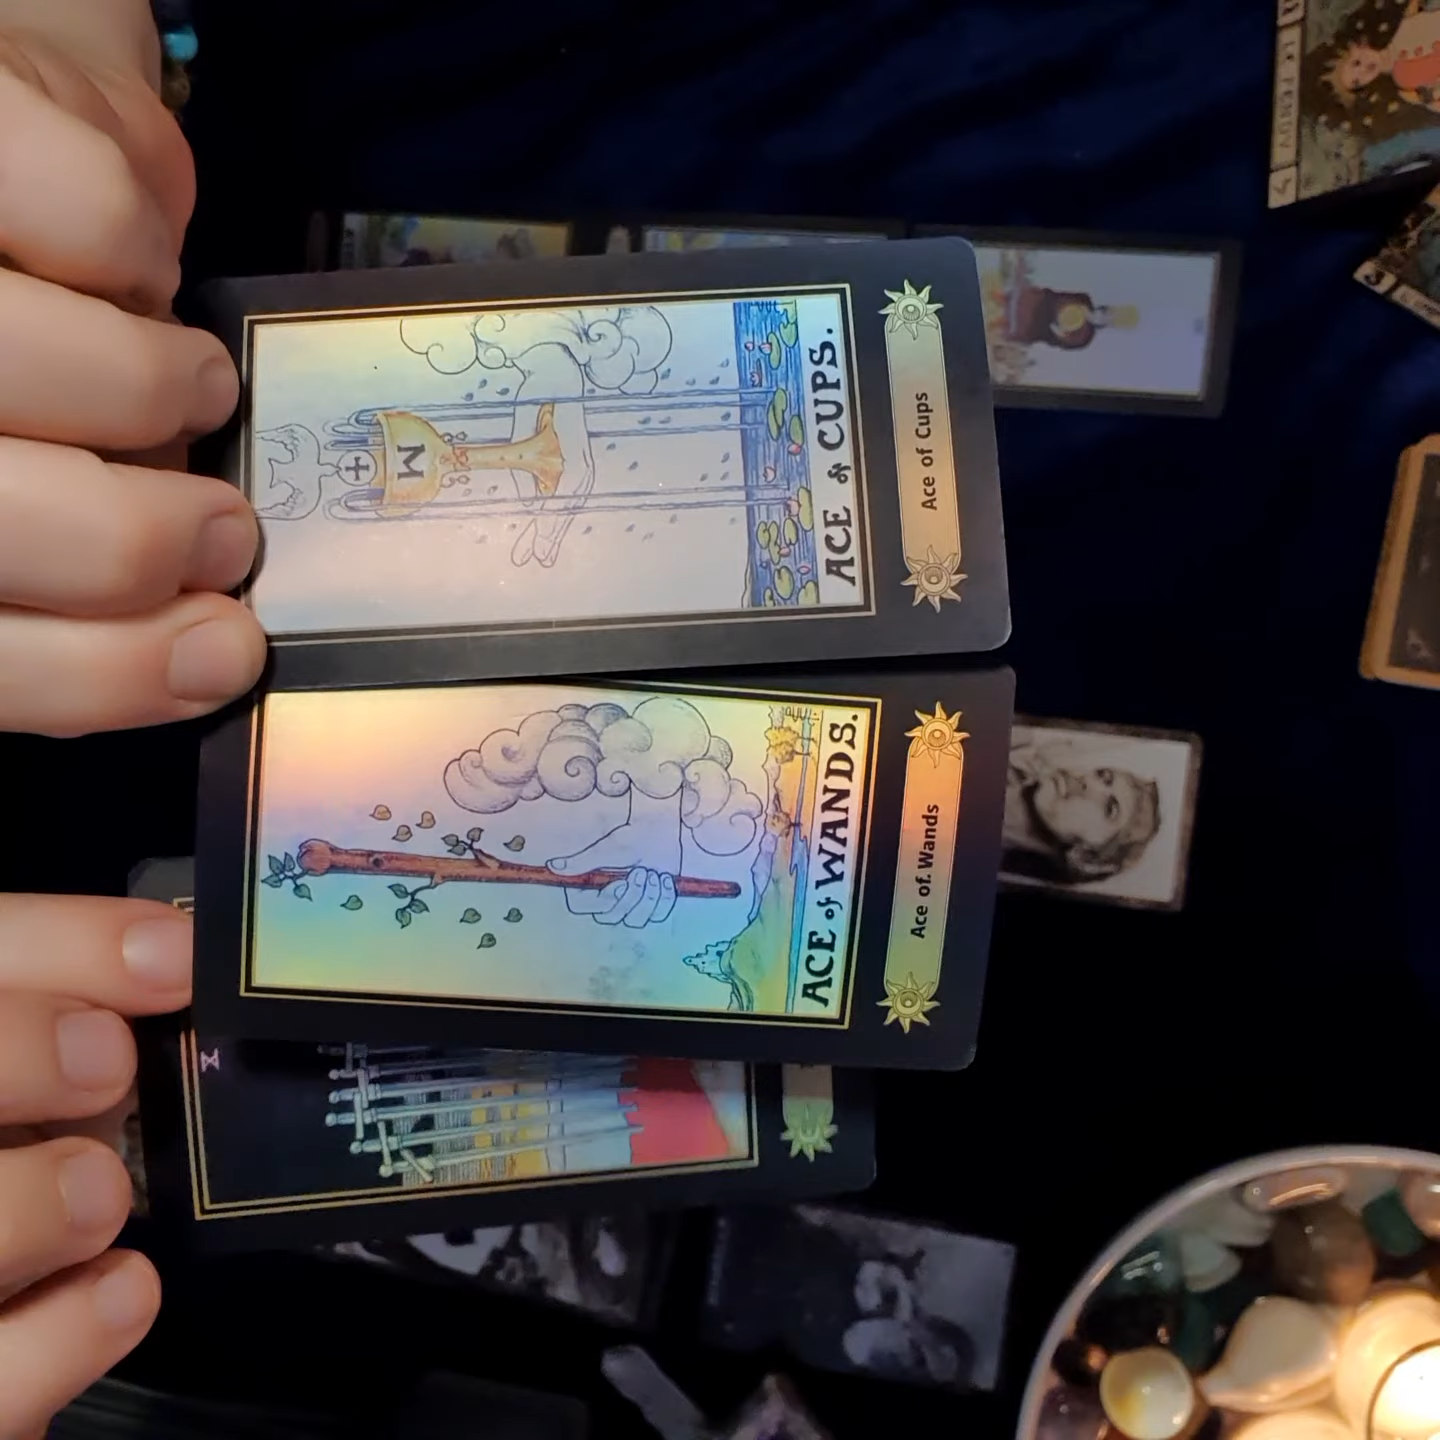 ACE of CUPS.
Ace of Cups
M
ACE of WANDS.
Ace of Wands
X